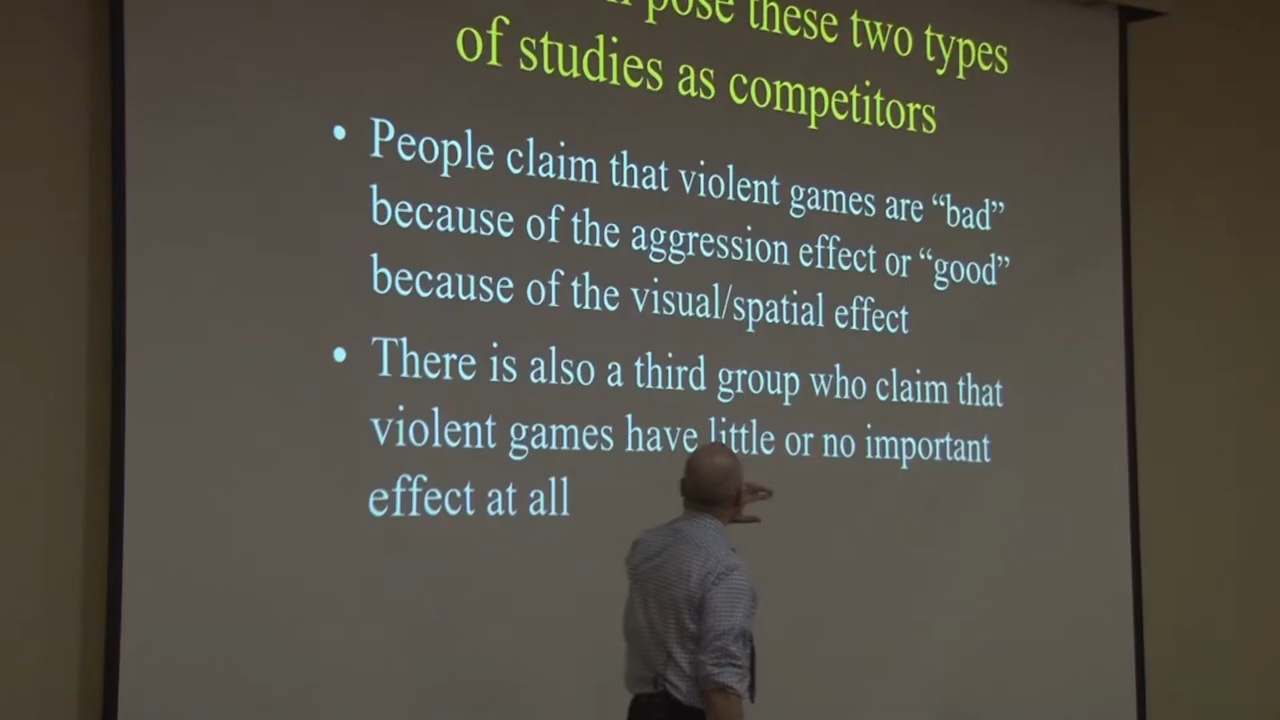 pose these two types
of studies as competitors
• People claim that violent games are “bad”
because of the aggression effect or “good”
because of the visual/spatial effect
• There is also a third group who claim that
violent games have little or no important
effect at all